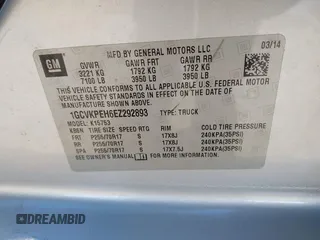 GM
MFD BY GENERAL MOTORS LLC
03/14
GVWR GAWR FRT GAWR RR
3221 KG 1792 KG 1792 KG
7100 LB 3950 LB 3950 LB
THIS VEHICLE CONFORMS TO ALL APPLICABLE U.S. FEDERAL MOTOR
VEHICLE SAFETY STANDARDS IN EFFECT ON THE DATE OF
MANUFACTURE SHOWN ABOVE.
1GCVKPEH6EZ292893 TYPE: TRUCK
MODEL: K15753
TIRE SIZE SPEED RTG RIM COLD TIRE PRESSURE
FRT P255/70R17 S 17X8J 240KPA(35PSI)
RR P255/70R17 S 17X8J 240KPA(35PSI)
SPA P255/70R17 S 17X7.5J 240KPA(35PSI)
SEE OWNER'S MANUAL
DREAMBID